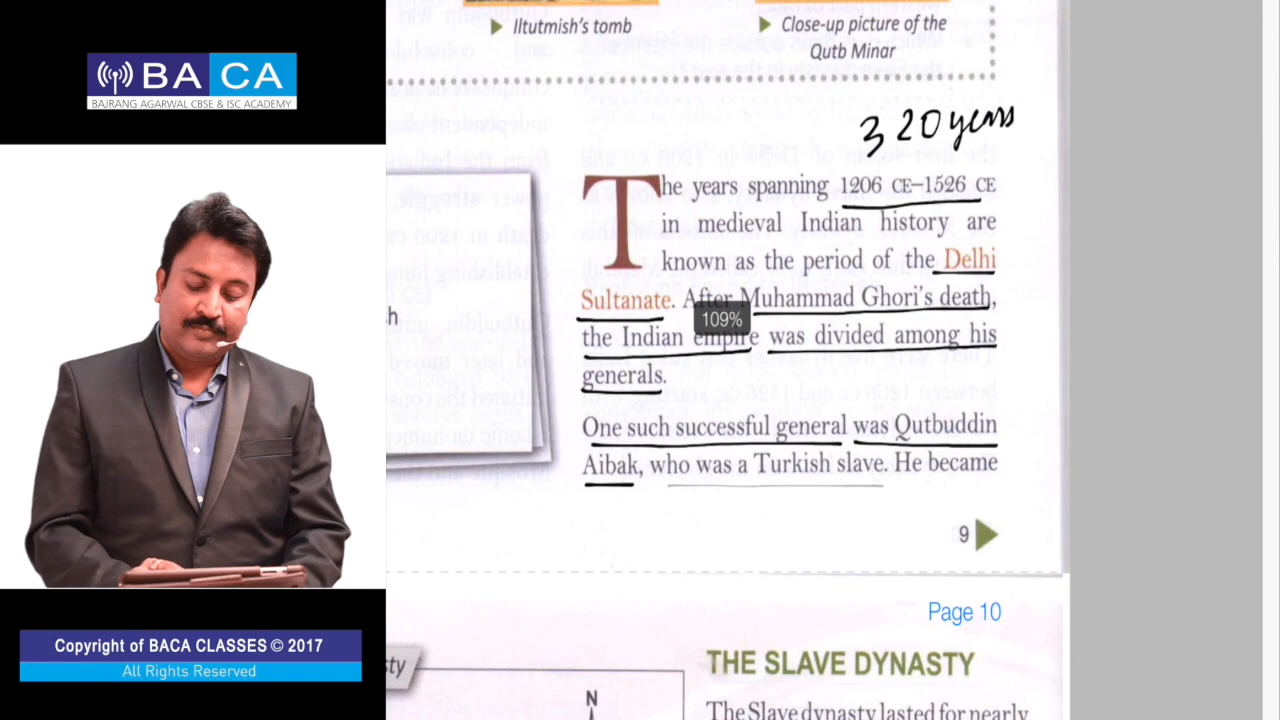 BA CA
BAJRANG AGARWAL CBSE & ISC ACADEMY
Iltutmish's tomb
Close-up picture of the
Qutb Minar
320 years
The years spanning 1206 CE–1526 CE
in medieval Indian history are
known as the period of the Delhi
Sultanate. After Muhammad Ghori's death,
109%
the Indian empire was divided among his
generals.
One such successful general was Qutbuddin
Aibak, who was a Turkish slave. He became
9
Page 10
THE SLAVE DYNASTY
N
The Slave dynasty lasted for nearly
Copyright of BACA CLASSES © 2017
All Rights Reserved